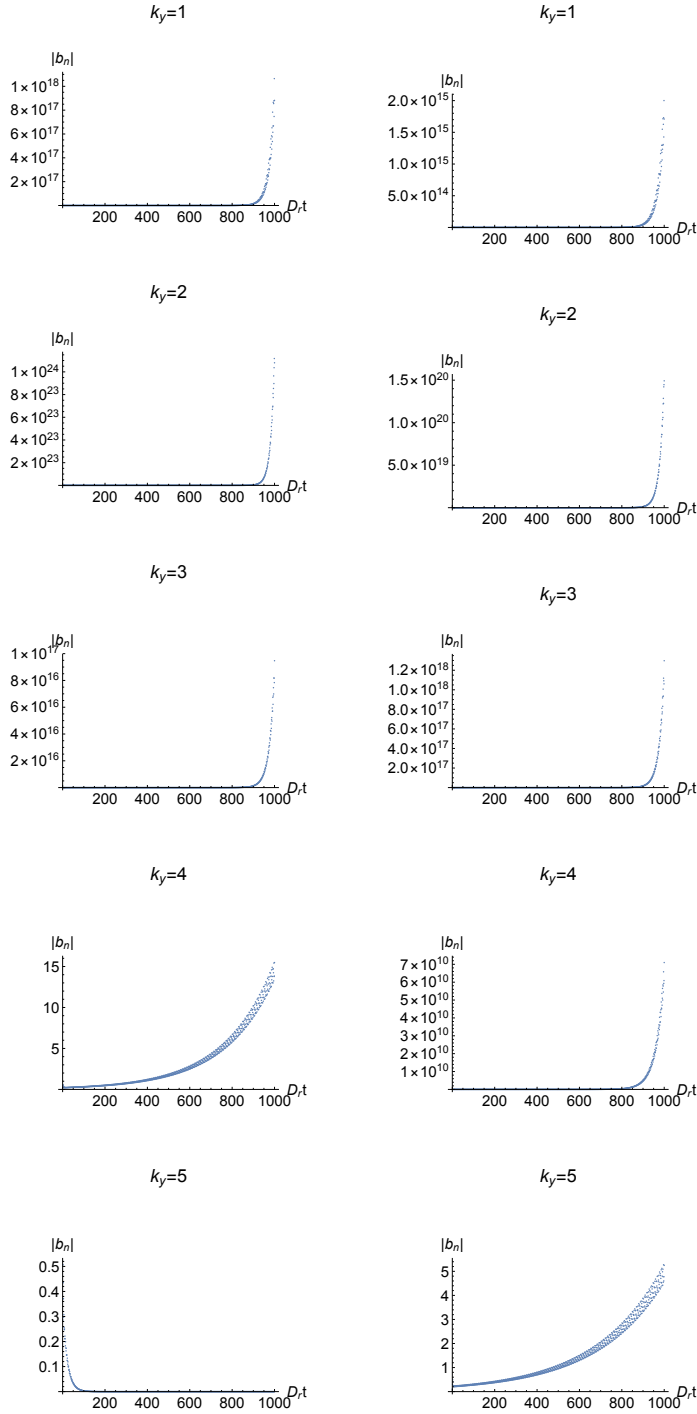 k_y=1
|b_n|
1×10^18
8×10^17
6×10^17
4×10^17
2×10^17
200 400 600 800 1000 D_rt
k_y=1
|b_n|
2.0×10^15
1.5×10^15
1.0×10^15
5.0×10^14
200 400 600 800 1000 D_rt
k_y=2
|b_n|
1×10^24
8×10^23
6×10^23
4×10^23
2×10^23
200 400 600 800 1000 D_rt
k_y=2
|b_n|
1.5×10^20
1.0×10^20
5.0×10^19
200 400 600 800 1000 D_rt
k_y=3
|b_n|
1×10^17
8×10^16
6×10^16
4×10^16
2×10^16
200 400 600 800 1000 D_rt
k_y=3
|b_n|
1.2×10^18
1.0×10^18
8.0×10^17
6.0×10^17
4.0×10^17
2.0×10^17
200 400 600 800 1000 D_rt
k_y=4
|b_n|
15
10
5
200 400 600 800 1000 D_rt
k_y=4
|b_n|
7×10^10
6×10^10
5×10^10
4×10^10
3×10^10
2×10^10
1×10^10
200 400 600 800 1000 D_rt
k_y=5
|b_n|
0.5
0.4
0.3
0.2
0.1
200 400 600 800 1000 D_rt
k_y=5
|b_n|
5
4
3
2
1
200 400 600 800 1000 D_rt